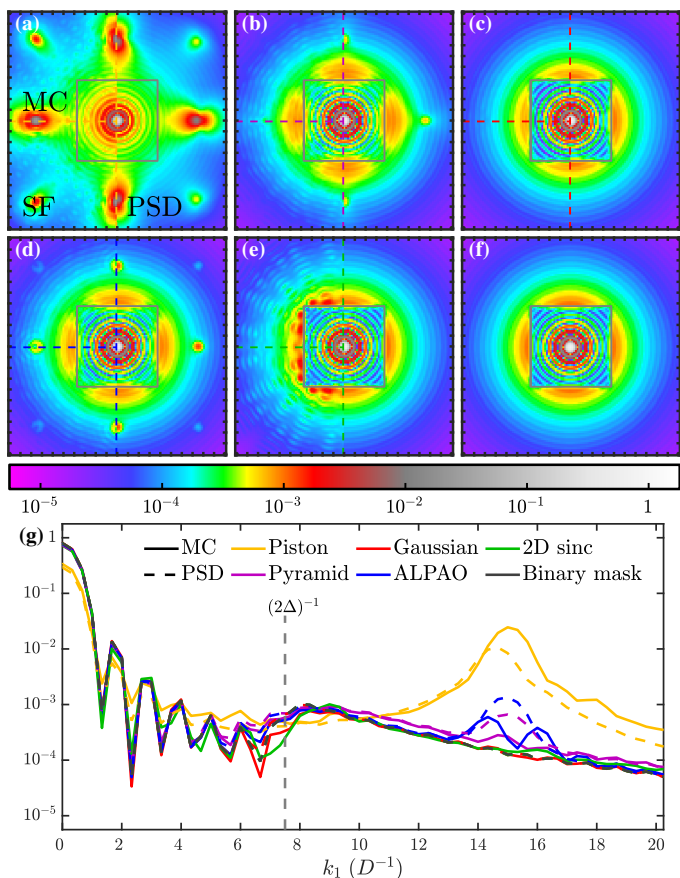 (a) (b) (c)
MC
SF PSD
(d) (e) (f)
10⁻⁵ 10⁻⁴ 10⁻³ 10⁻² 10⁻¹ 1
(g)
1
MC Piston Gaussian 2D sinc
PSD Pyramid ALPAO Binary mask
10⁻¹
(2Δ)⁻¹
10⁻²
10⁻³
10⁻⁴
10⁻⁵
0 2 4 6 8 10 12 14 16 18 20
k₁ (D⁻¹)